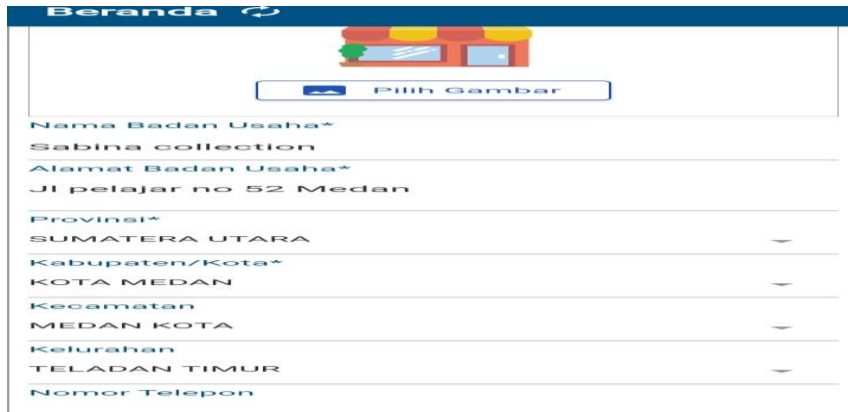 Beranda
Pilih Gambar
Nama Badan Usaha*
Sabina collection
Alamat Badan Usaha*
Jl pelajar no 52 Medan
Provinsi*
SUMATERA UTARA
Kabupaten/Kota*
KOTA MEDAN
Kecamatan
MEDAN KOTA
Kelurahan
TELADAN TIMUR
Nomor Telepon